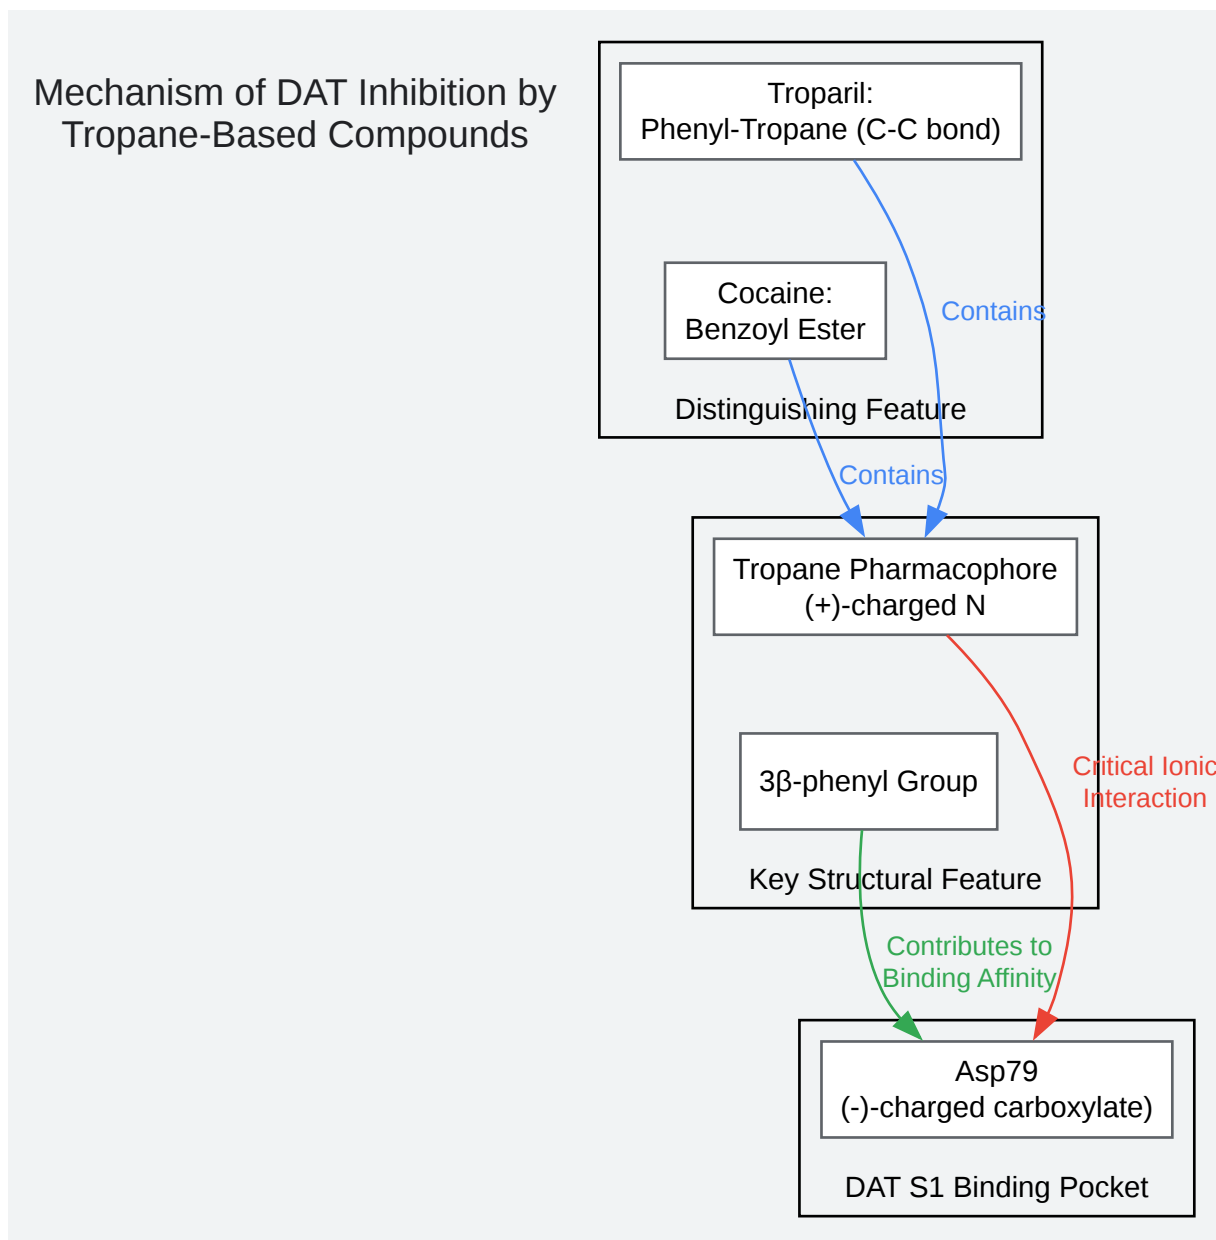 Mechanism of DAT Inhibition by
Tropane-Based Compounds
Troparil:
Phenyl-Tropane (C-C bond)
Cocaine:
Benzoyl Ester
Contains
Distinguishing Feature
Contains
Tropane Pharmacophore
(+)-charged N
3β-phenyl Group
Critical Ionic
Interaction
Key Structural Feature
Contributes to
Binding Affinity
Asp79
(-)-charged carboxylate)
DAT S1 Binding Pocket